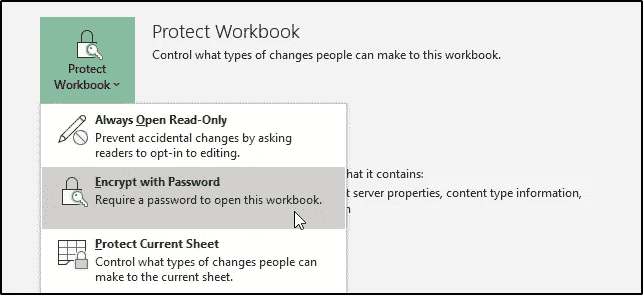 Protect Workbook
Control what types of changes people can make to this workbook.
Protect
Workbook
Always Open Read-Only
Prevent accidental changes by asking
readers to opt-in to editing.
Encrypt with Password
Require a password to open this workbook.
hat it contains:
t server properties, content type information,
n
Protect Current Sheet
Control what types of changes people can
make to the current sheet.